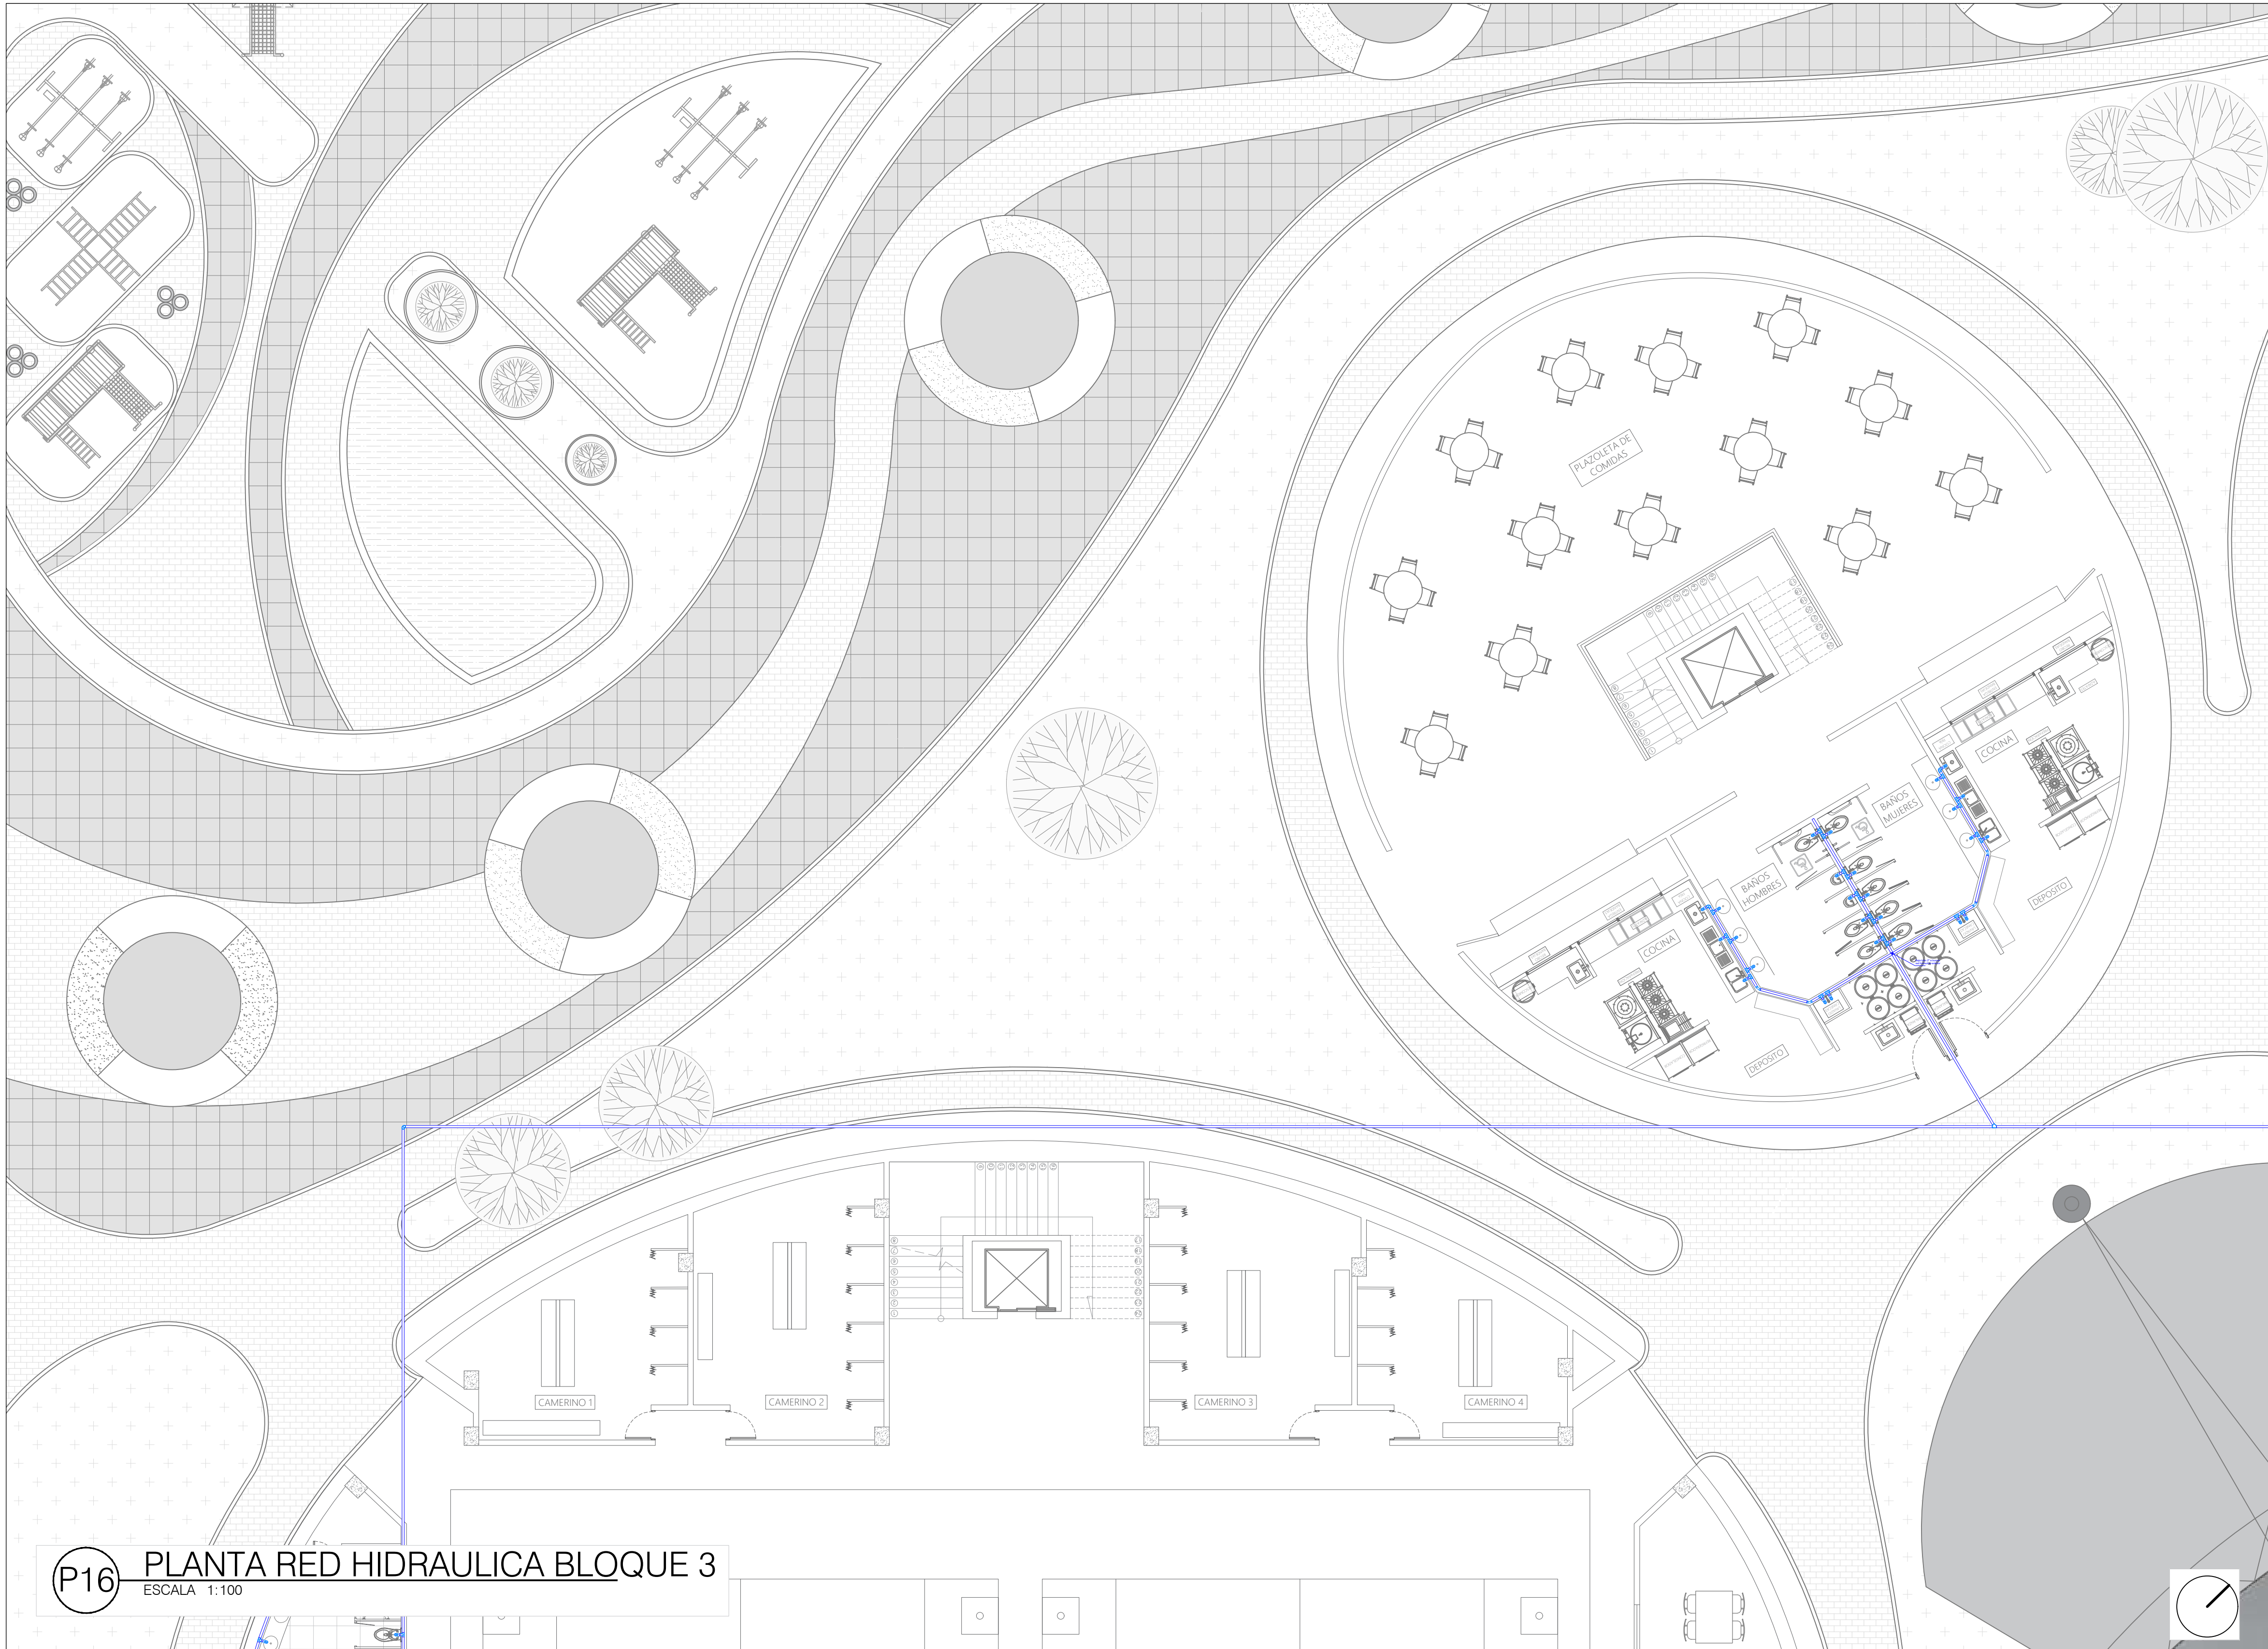 PLAZOLETA DE
COMIDAS
COCINA
BAÑOS
MUJERES
BAÑOS
HOMBRES
DEPOSITO
COCINA
DEPOSITO
CAMERINO 1
CAMERINO 2
CAMERINO 3
CAMERINO 4
P16
PLANTA RED HIDRAULICA BLOQUE 3
ESCALA 1:100